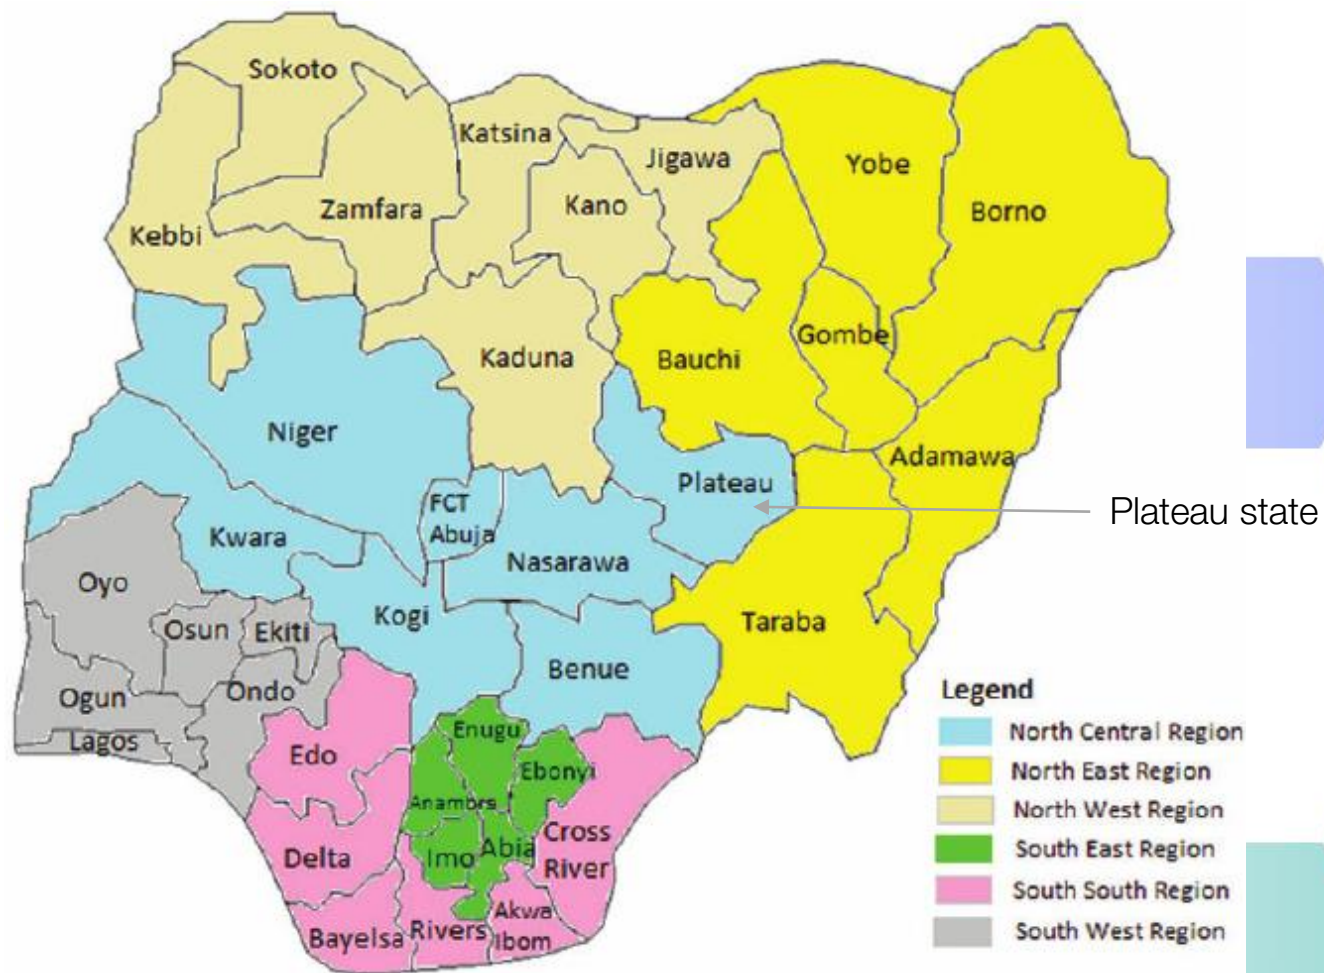 Sokoto
Katsina
Jigawa
Yobe
Kano
Zamfara
Borno
Kebbi
Gombe
Kaduna
Bauchi
Niger
Adamawa
Plateau
FCT
Abuja
Plateau state
Kwara
Nasarawa
Oyo
Kogi
Taraba
Osun
Ekiti
Benue
Ogun
Ondo
Lagos
Enugu
Edo
Ebonyi
Anambra
Cross
River
Delta
Imo
Abia
Akwa
Ibom
Bayelsa
Rivers
Legend
North Central Region
North East Region
North West Region
South East Region
South South Region
South West Region